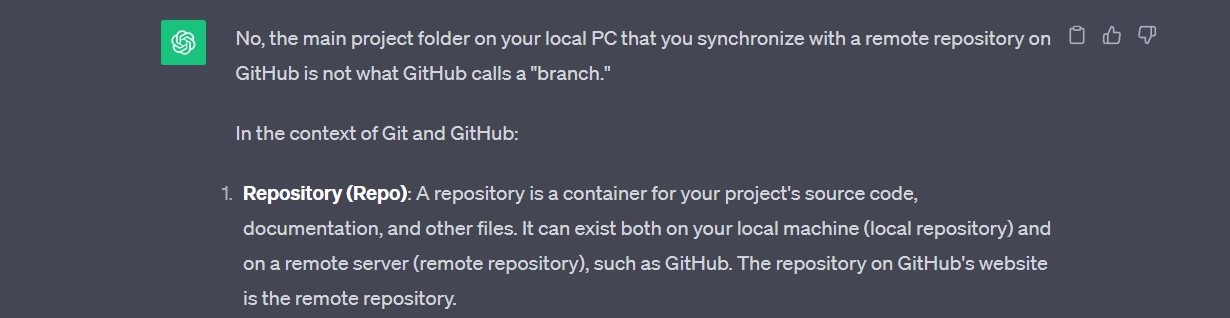 No, the main project folder on your local PC that you synchronize with a remote repository on
GitHub is not what GitHub calls a "branch."
In the context of Git and GitHub:
1. Repository (Repo): A repository is a container for your project's source code,
documentation, and other files. It can exist both on your local machine (local repository) and
on a remote server (remote repository), such as GitHub. The repository on GitHub's website
is the remote repository.